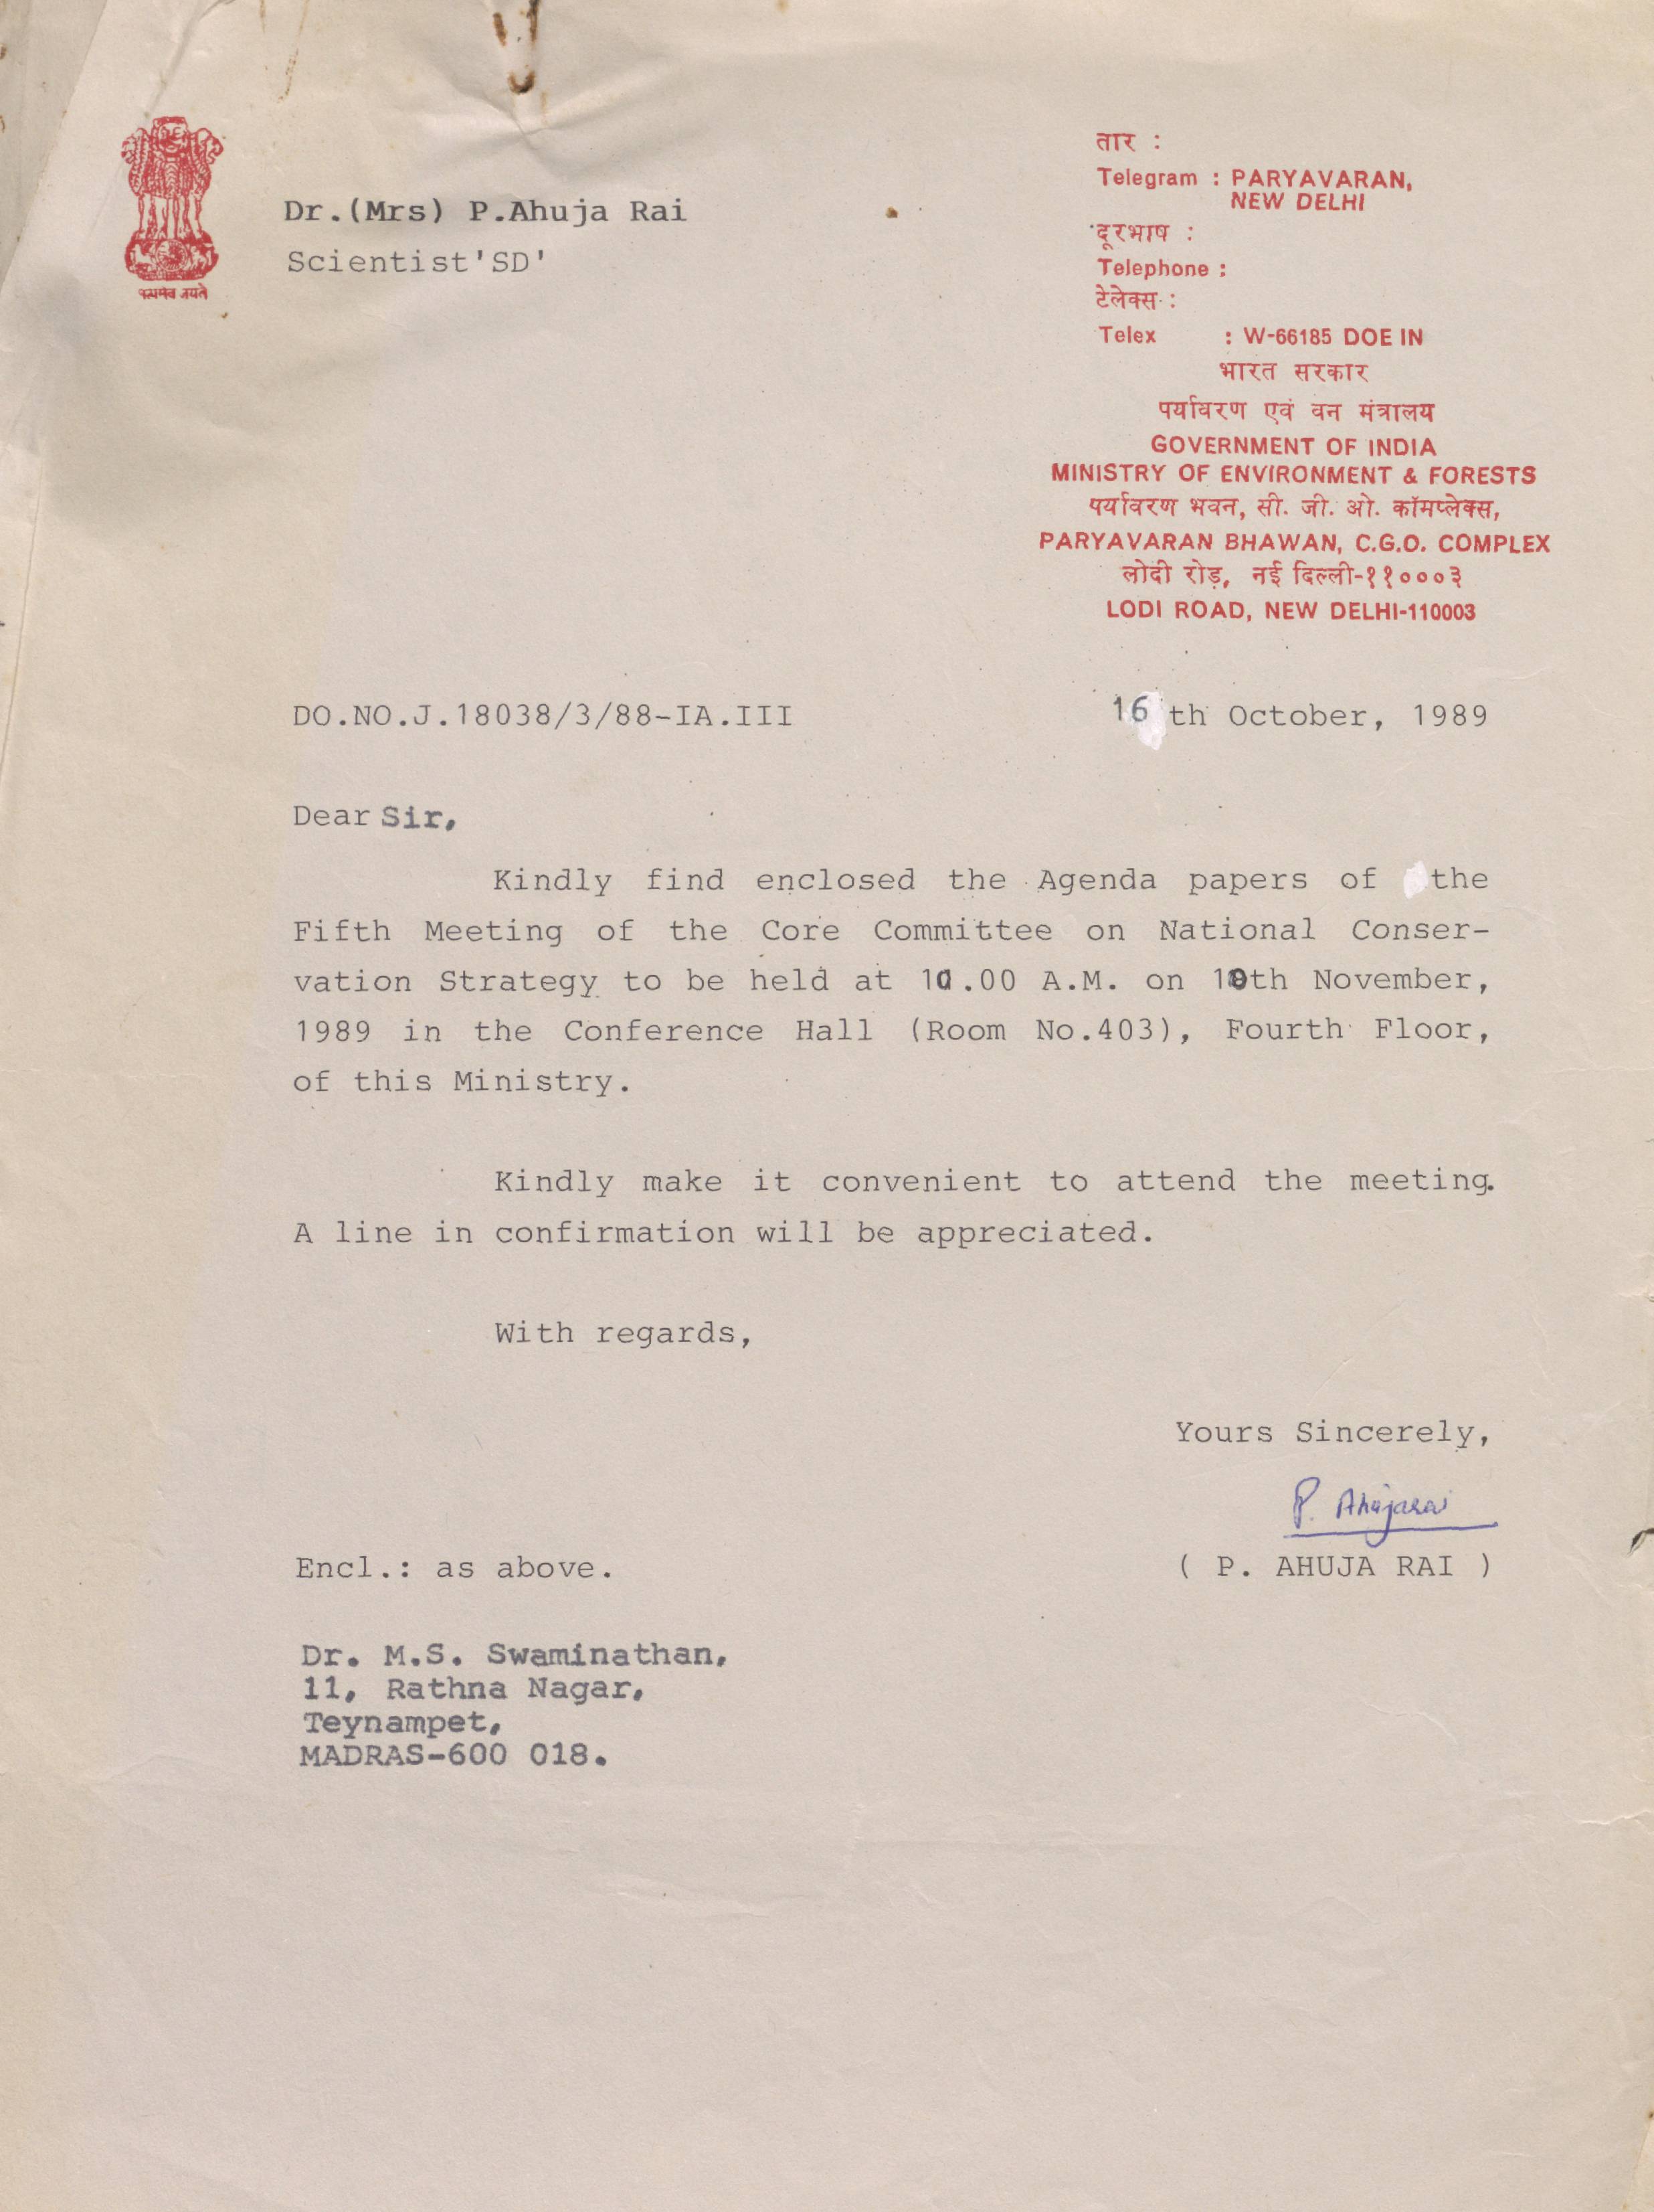 सत्यमेव जयते
Dr.(Mrs) P.Ahuja Rai
Scientist'SD'
तार :
Telegram : PARYAVARAN,
NEW DELHI
दूरभाष :
Telephone :
टेलेक्स :
Telex : W-66185 DOE IN
भारत सरकार
पर्यावरण एवं वन मंत्रालय
GOVERNMENT OF INDIA
MINISTRY OF ENVIRONMENT & FORESTS
पर्यावरण भवन, सी. जी. ओ. कॉमप्लेक्स,
PARYAVARAN BHAWAN, C.G.O. COMPLEX
लोदी रोड़, नई दिल्ली-११०००३
LODI ROAD, NEW DELHI-110003
DO.NO.J.18038/3/88-IA.III 16 th October, 1989
Dear Sir,
Kindly find enclosed the Agenda papers of the
Fifth Meeting of the Core Committee on National Conser-
vation Strategy to be held at A.M. on November,
1989 in the Conference Hall (Room No.403), Fourth Floor,
of this Ministry.
Kindly make it convenient to attend the meeting.
A line in confirmation will be appreciated.
With regards,
Yours Sincerely,
P. Ahujarai
Encl.: as above. ( P. AHUJA RAI )
Dr. M.S. Swaminathan,
11, Rathna Nagar,
Teynampet,
MADRAS-600 018.